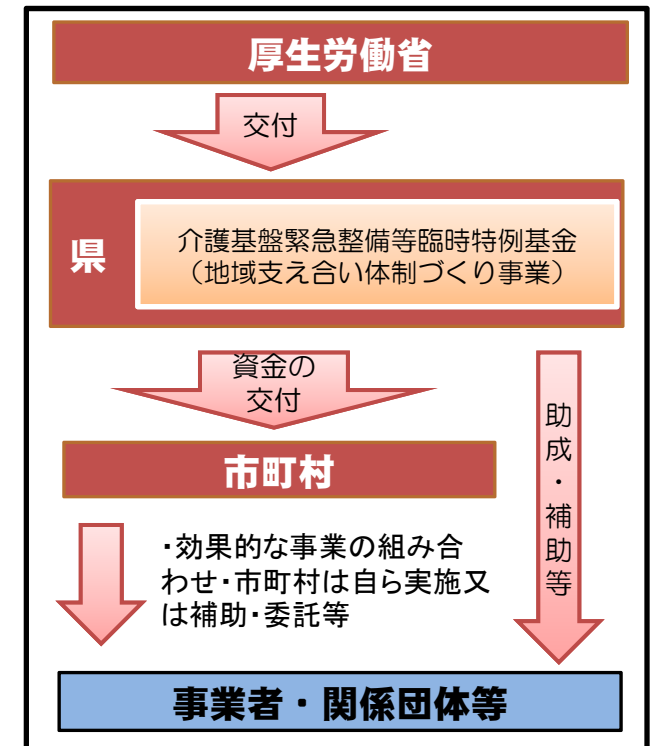 厚生労働省
交付
県
介護基盤緊急整備等臨時特例基金
（地域支え合い体制づくり事業）
資金の
交付
助成・補助等
市町村
・効果的な事業の組み合
わせ・市町村は自ら実施又
は補助・委託等
事業者・関係団体等